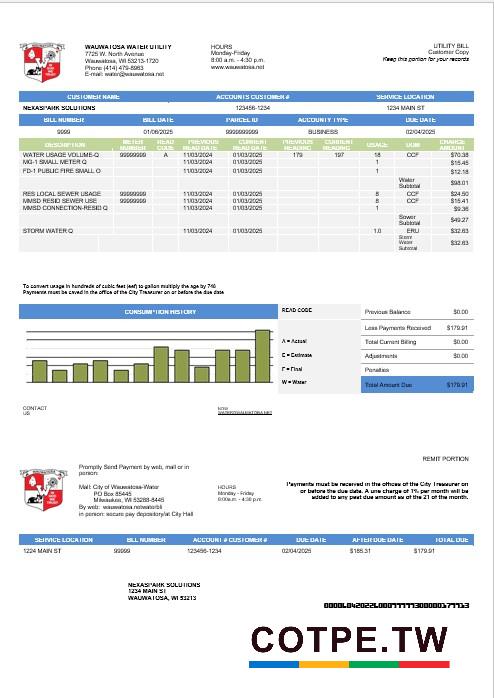 WAUWATOSA WATER UTILITY
7725 W. North Avenue
Wauwatosa, WI 53213-1720
Phone (414) 479-8963
E-mail: water@wauwatosa.net
HOURS
Monday-Friday
8:00 a.m. - 4:30 p.m.
www.wauwatosa.net
UTILITY BILL
Customer Copy
Keep this portion for your records
CUSTOMER NAME ACCOUNTS CUSTOMER # SERVICE LOCATION
NEXASPARK SOLUTIONS 123456-1234 1234 MAIN ST
BILL NUMBER BILL DATE PARCEL ID ACCOUNTY TYPE DUE DATE
9999 01/06/2025 9999999999 BUSINESS 02/04/2025
DESCRIPTION METER NUMBER READ CODE PREVIOUS READ DATE CURRENT READ DATE PREVIOUS READING CURRENT READING USAGE UOM CHARGE AMOUNT
WATER USAGE VOLUME-Q 99999999 A 11/03/2024 01/03/2025 179 197 18 CCF $70.38
MG-1 SMALL METER Q 11/03/2024 01/03/2025 1 $15.45
FD-1 PUBLIC FIRE SMALL O 11/03/2024 01/03/2025 1 $12.18
Water Subtotal $98.01
RES LOCAL SEWER USAGE 11/03/2024 01/03/2025 8 CCF $24.50
MMSD RESID SEWER USE 99999999 11/03/2024 01/03/2025 8 CCF $15.41
MMSD CONNECTION-RESID Q 11/03/2024 01/03/2025 1 $9.36
Sower Subtotal $49.27
STORM WATER Q 11/03/2024 01/03/2025 1.0 ERU $32.63
Storm Water Subtotal $32.63
To convert usage in hundreds of cubic feet (eef) to gallon multiply the age by 748
Payments must be caved in the office of the City Treasurer on or before the due date
CONSUMPTION HISTORY
READ CODE
A = Actual
E = Estimate
F = Final
W = Water
Previous Balance $0.00
Less Payments Received $179.91
Total Current Billing $0.00
Adjustments $0.00
Penalties
Total Amount Due $179.91
CONTACT
US
REMIT PORTION
Promptly Send Payment by web, mail or in
person:
Mail: City of Wauwatosa-Water
PO Box 85445
Milwaukee, WI 53288-8445
By web: wauwatosa.netwaterbli
in person: secure pay depository/at City Hall
HOURS
Monday - Friday
8:00a.m. - 4:30 p.m.
Payments must be received in the offices of the City Treasurer on
or before the due date. A une charge of 1% per month will be
added to any past due amount as of the 21 of the month.
SERVICE LOCATION BILL NUMBER ACCOUNT # CUSTOMER # DUE DATE AFTER DUE DATE TOTAL DUE
1224 MAIN ST 99999 123456-1234 02/04/2025 $185.31 $179.91
NEXASPARK SOLUTIONS
1234 MAIN ST
WAUWATOSA, WI 53213
COTPE.TW